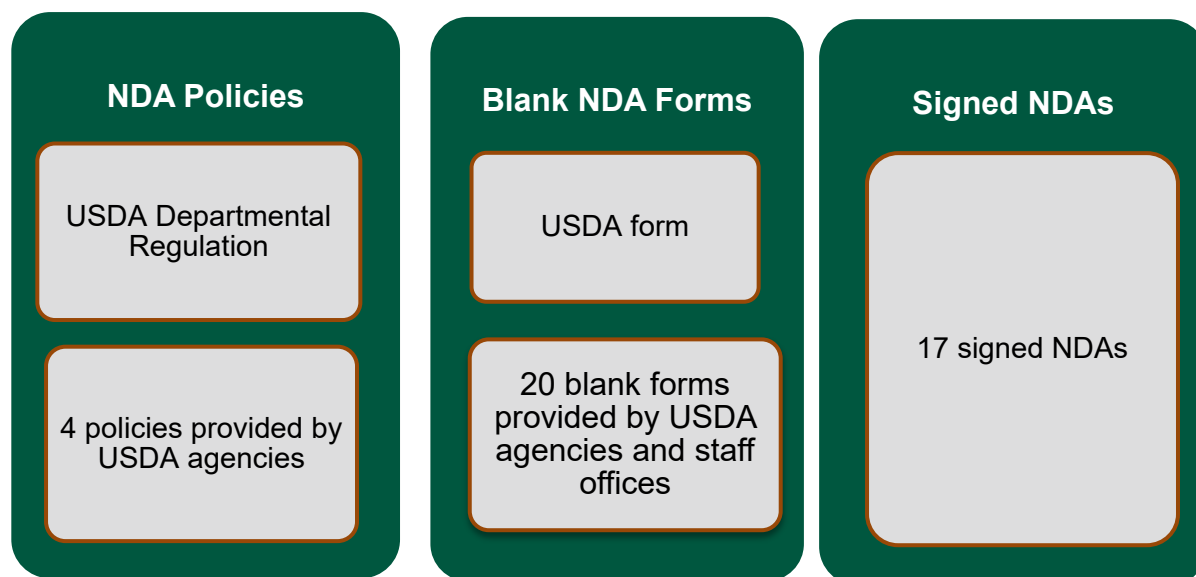 NDA Policies
USDA Departmental
Regulation
4 policies provided by
USDA agencies
Blank NDA Forms
USDA form
20 blank forms
provided by USDA
agencies and staff
offices
Signed NDAs
17 signed NDAs